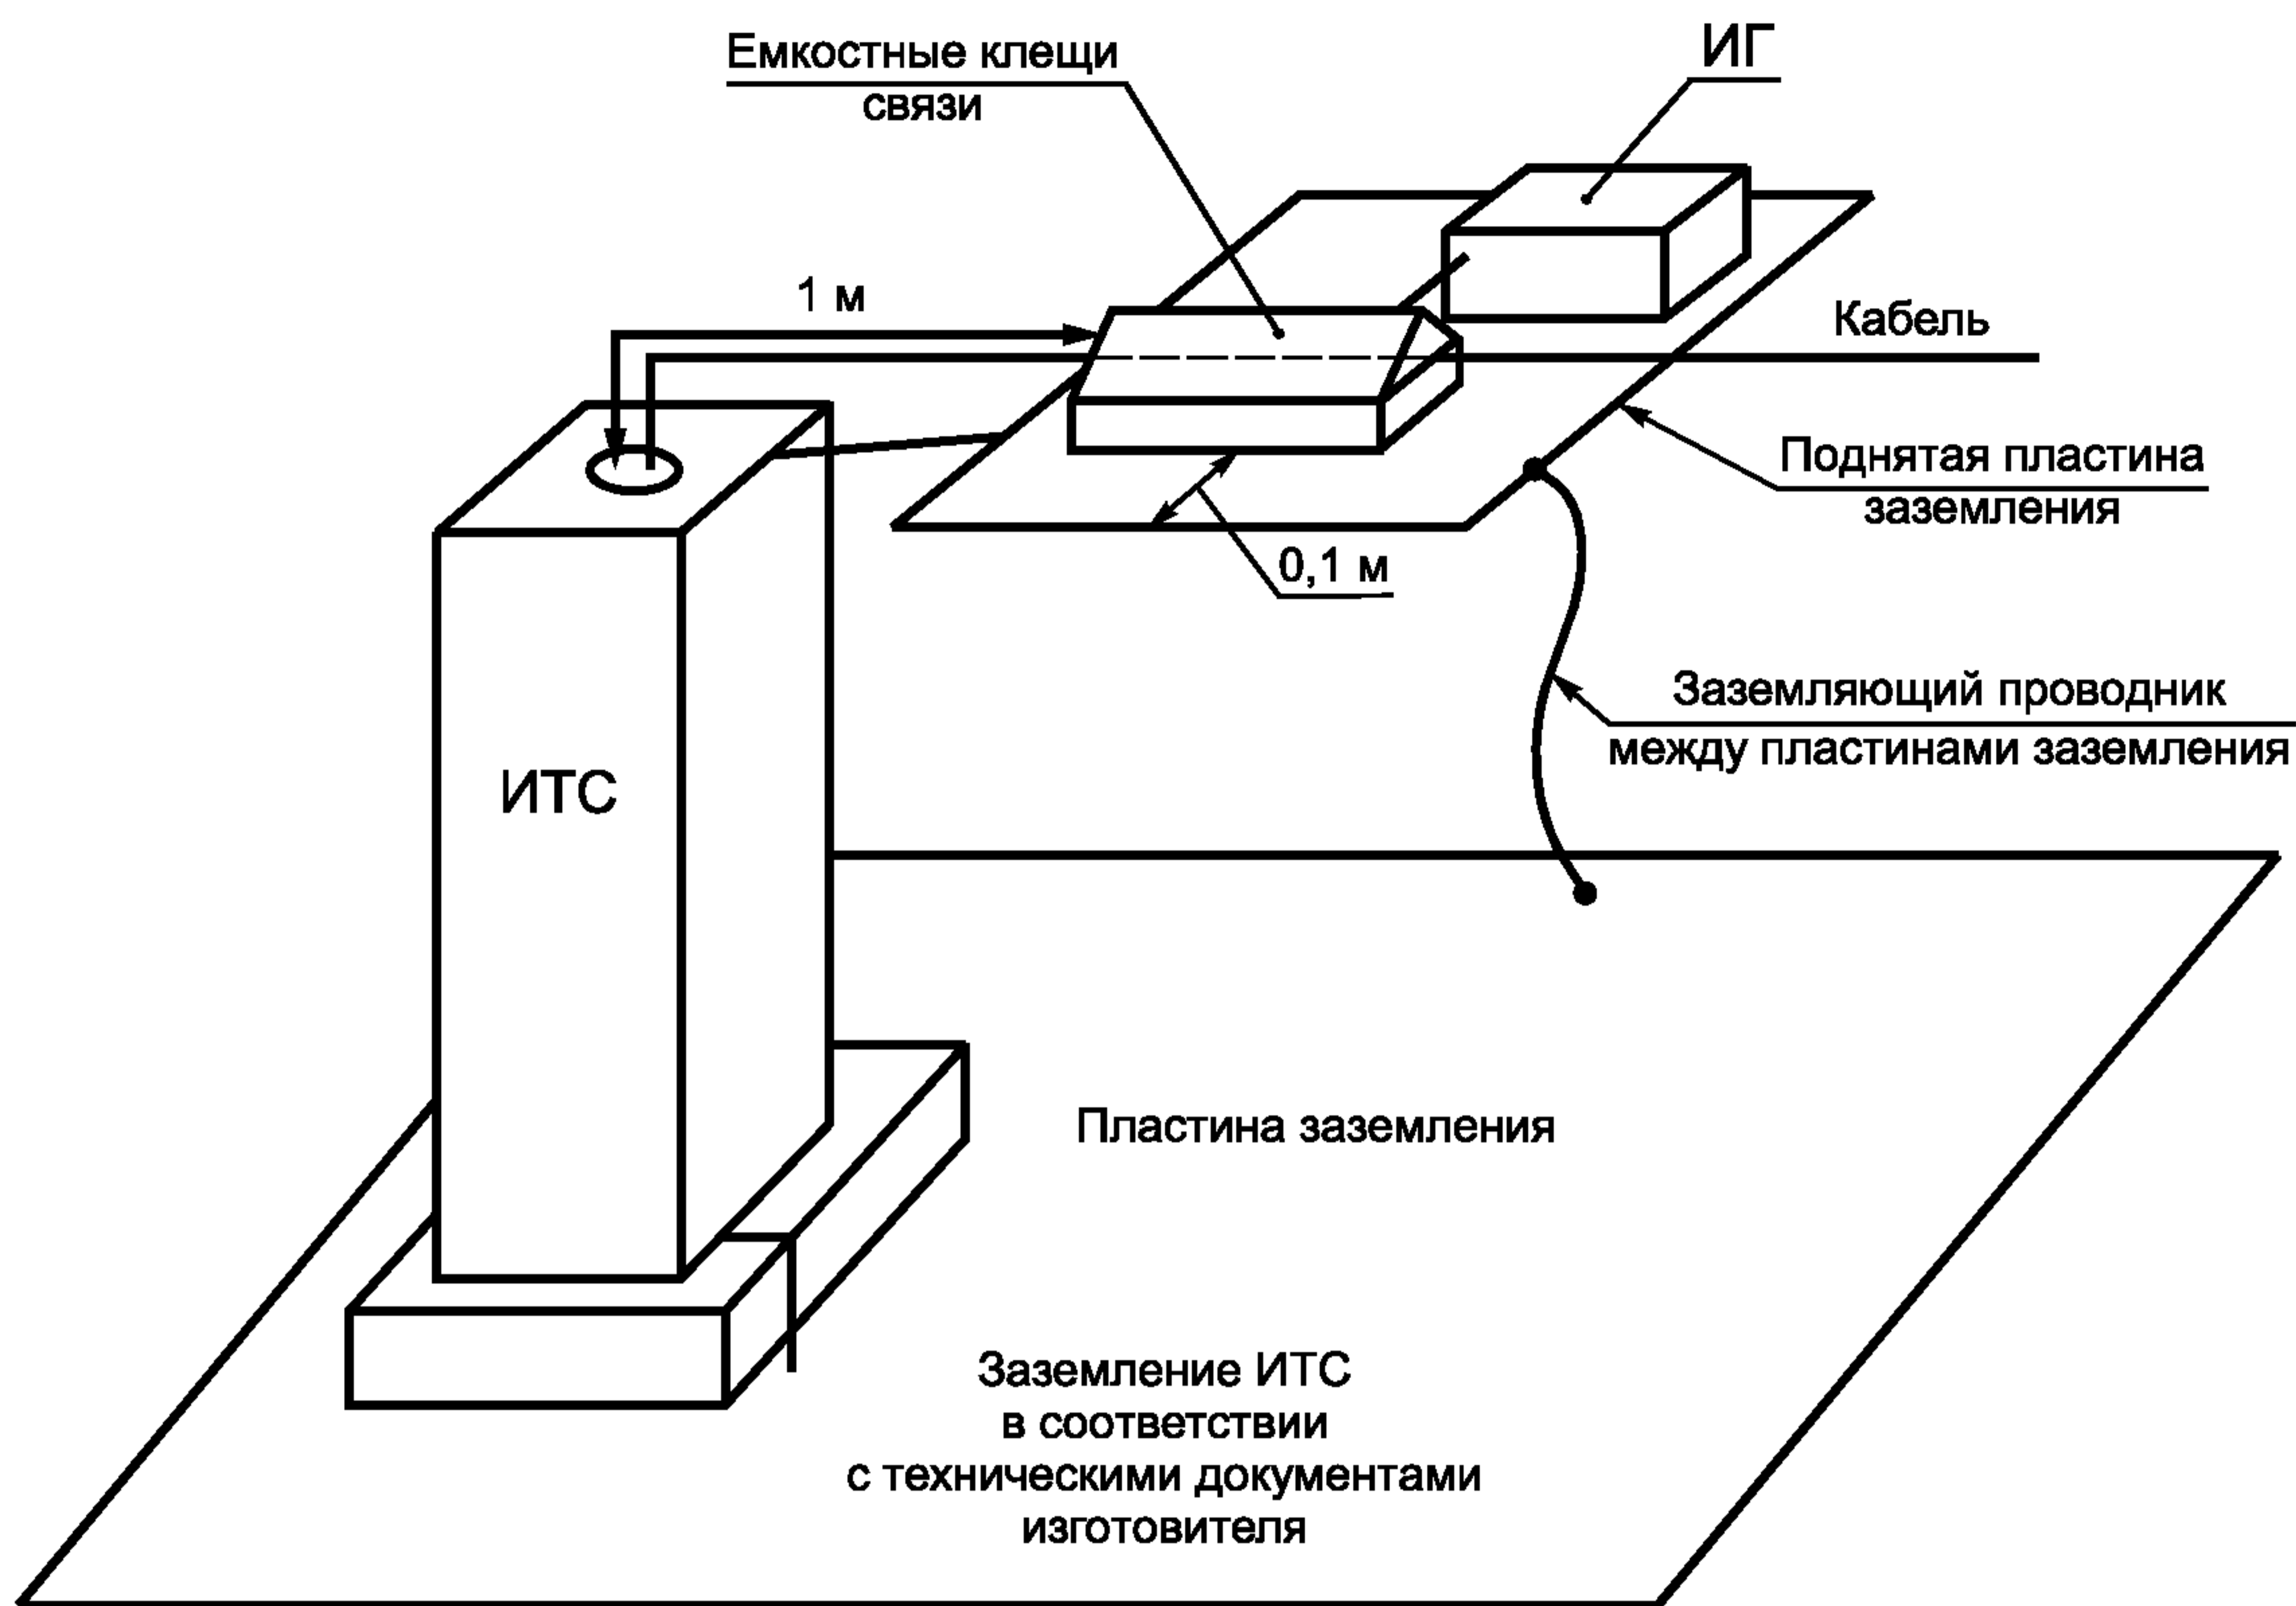 Емкостные клещи
связи
ИГ
1 м
Кабель
Поднятая пластина
заземления
0,1 м
Заземляющий проводник
между пластинами заземления
ИТС
Пластина заземления
Заземление ИТС
в соответствии
с техническими документами
изготовителя